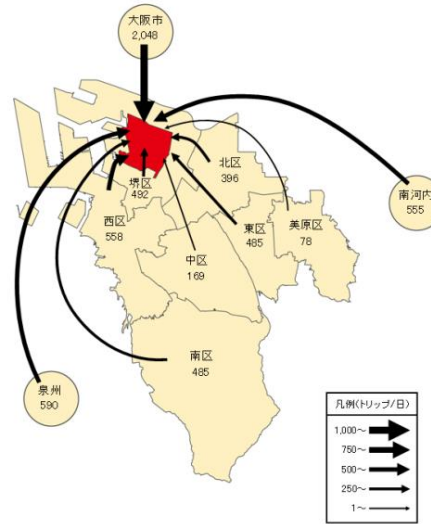 大阪市
2,048
北区
396
堺区
492
南河内
555
西区
558
東区
485
美原区
78
中区
169
南区
485
泉州
590
凡例(トリップ/日)
1,000～
750～
500～
250～
1～